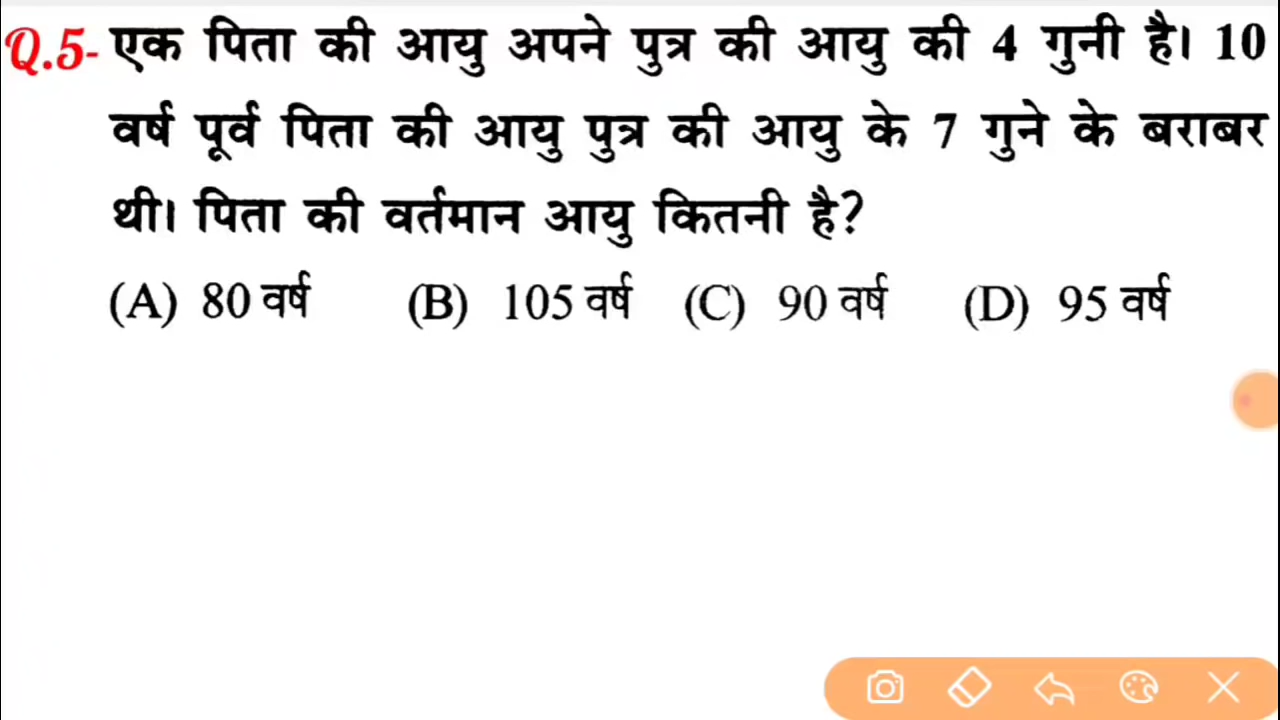 Q.5- एक पिता की आयु अपने पुत्र की आयु की 4 गुनी है। 10
वर्ष पूर्व पिता की आयु पुत्र की आयु के 7 गुने के बराबर
थी। पिता की वर्तमान आयु कितनी है?
(A) 80 वर्ष (B) 105 वर्ष (C) 90 वर्ष (D) 95 वर्ष